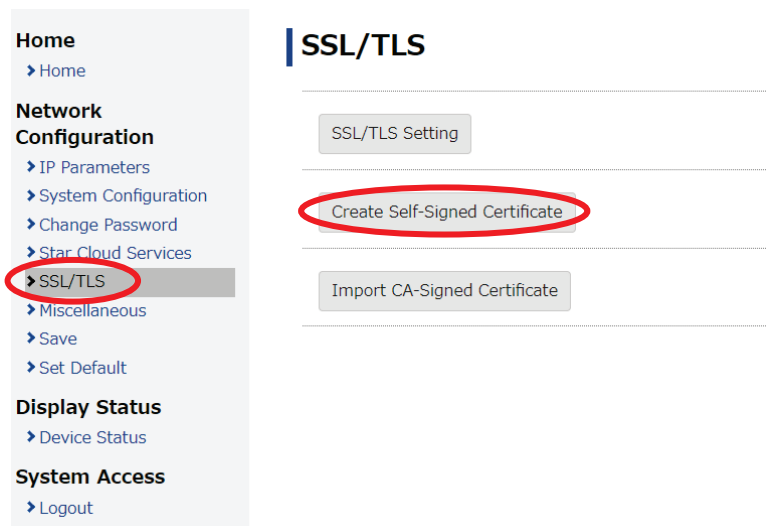 Home
Home
Network
Configuration
IP Parameters
System Configuration
Change Password
Star Cloud Services
SSL/TLS
Miscellaneous
Save
Set Default
Display Status
Device Status
System Access
Logout
SSL/TLS
SSL/TLS Setting
Create Self-Signed Certificate
Import CA-Signed Certificate